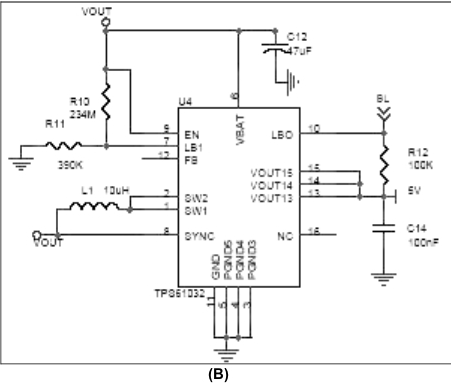 VOUT
C12
47uF
R10
234M
U4
R11
390K
9 EN
7 LB1
12 FB
6 VBAT
LBO 10
BL
R12
100K
VOUT15 15
VOUT14 14
VOUT13 13
5V
L1 10uH
2 SW2
1 SW1
8 SYNC
VOUT
NC 16
C14
100nF
GND
PGND5
PGND4
PGND3
TPS61032
11
5
4
3
(B)